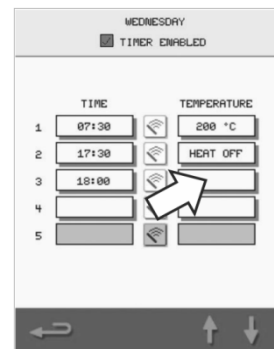 WEDNESDAY
TIMER ENABLED
TIME TEMPERATURE
1 07:30 200 °C
2 17:30 HEAT OFF
3 18:00
4
5